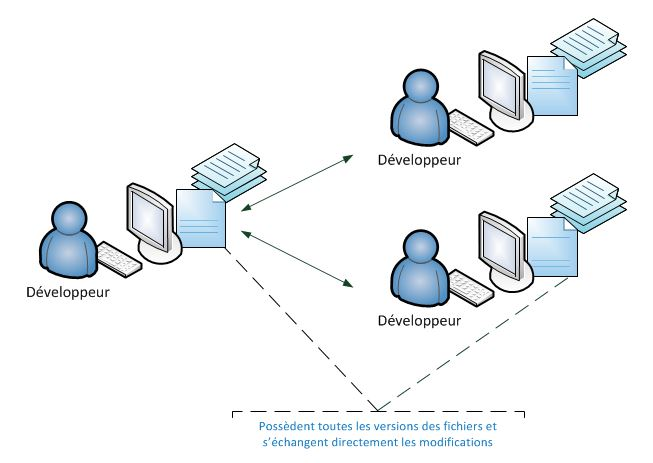 Développeur
Développeur
Développeur
Possèdent toutes les versions des fichiers et
s'échangent directement les modifications